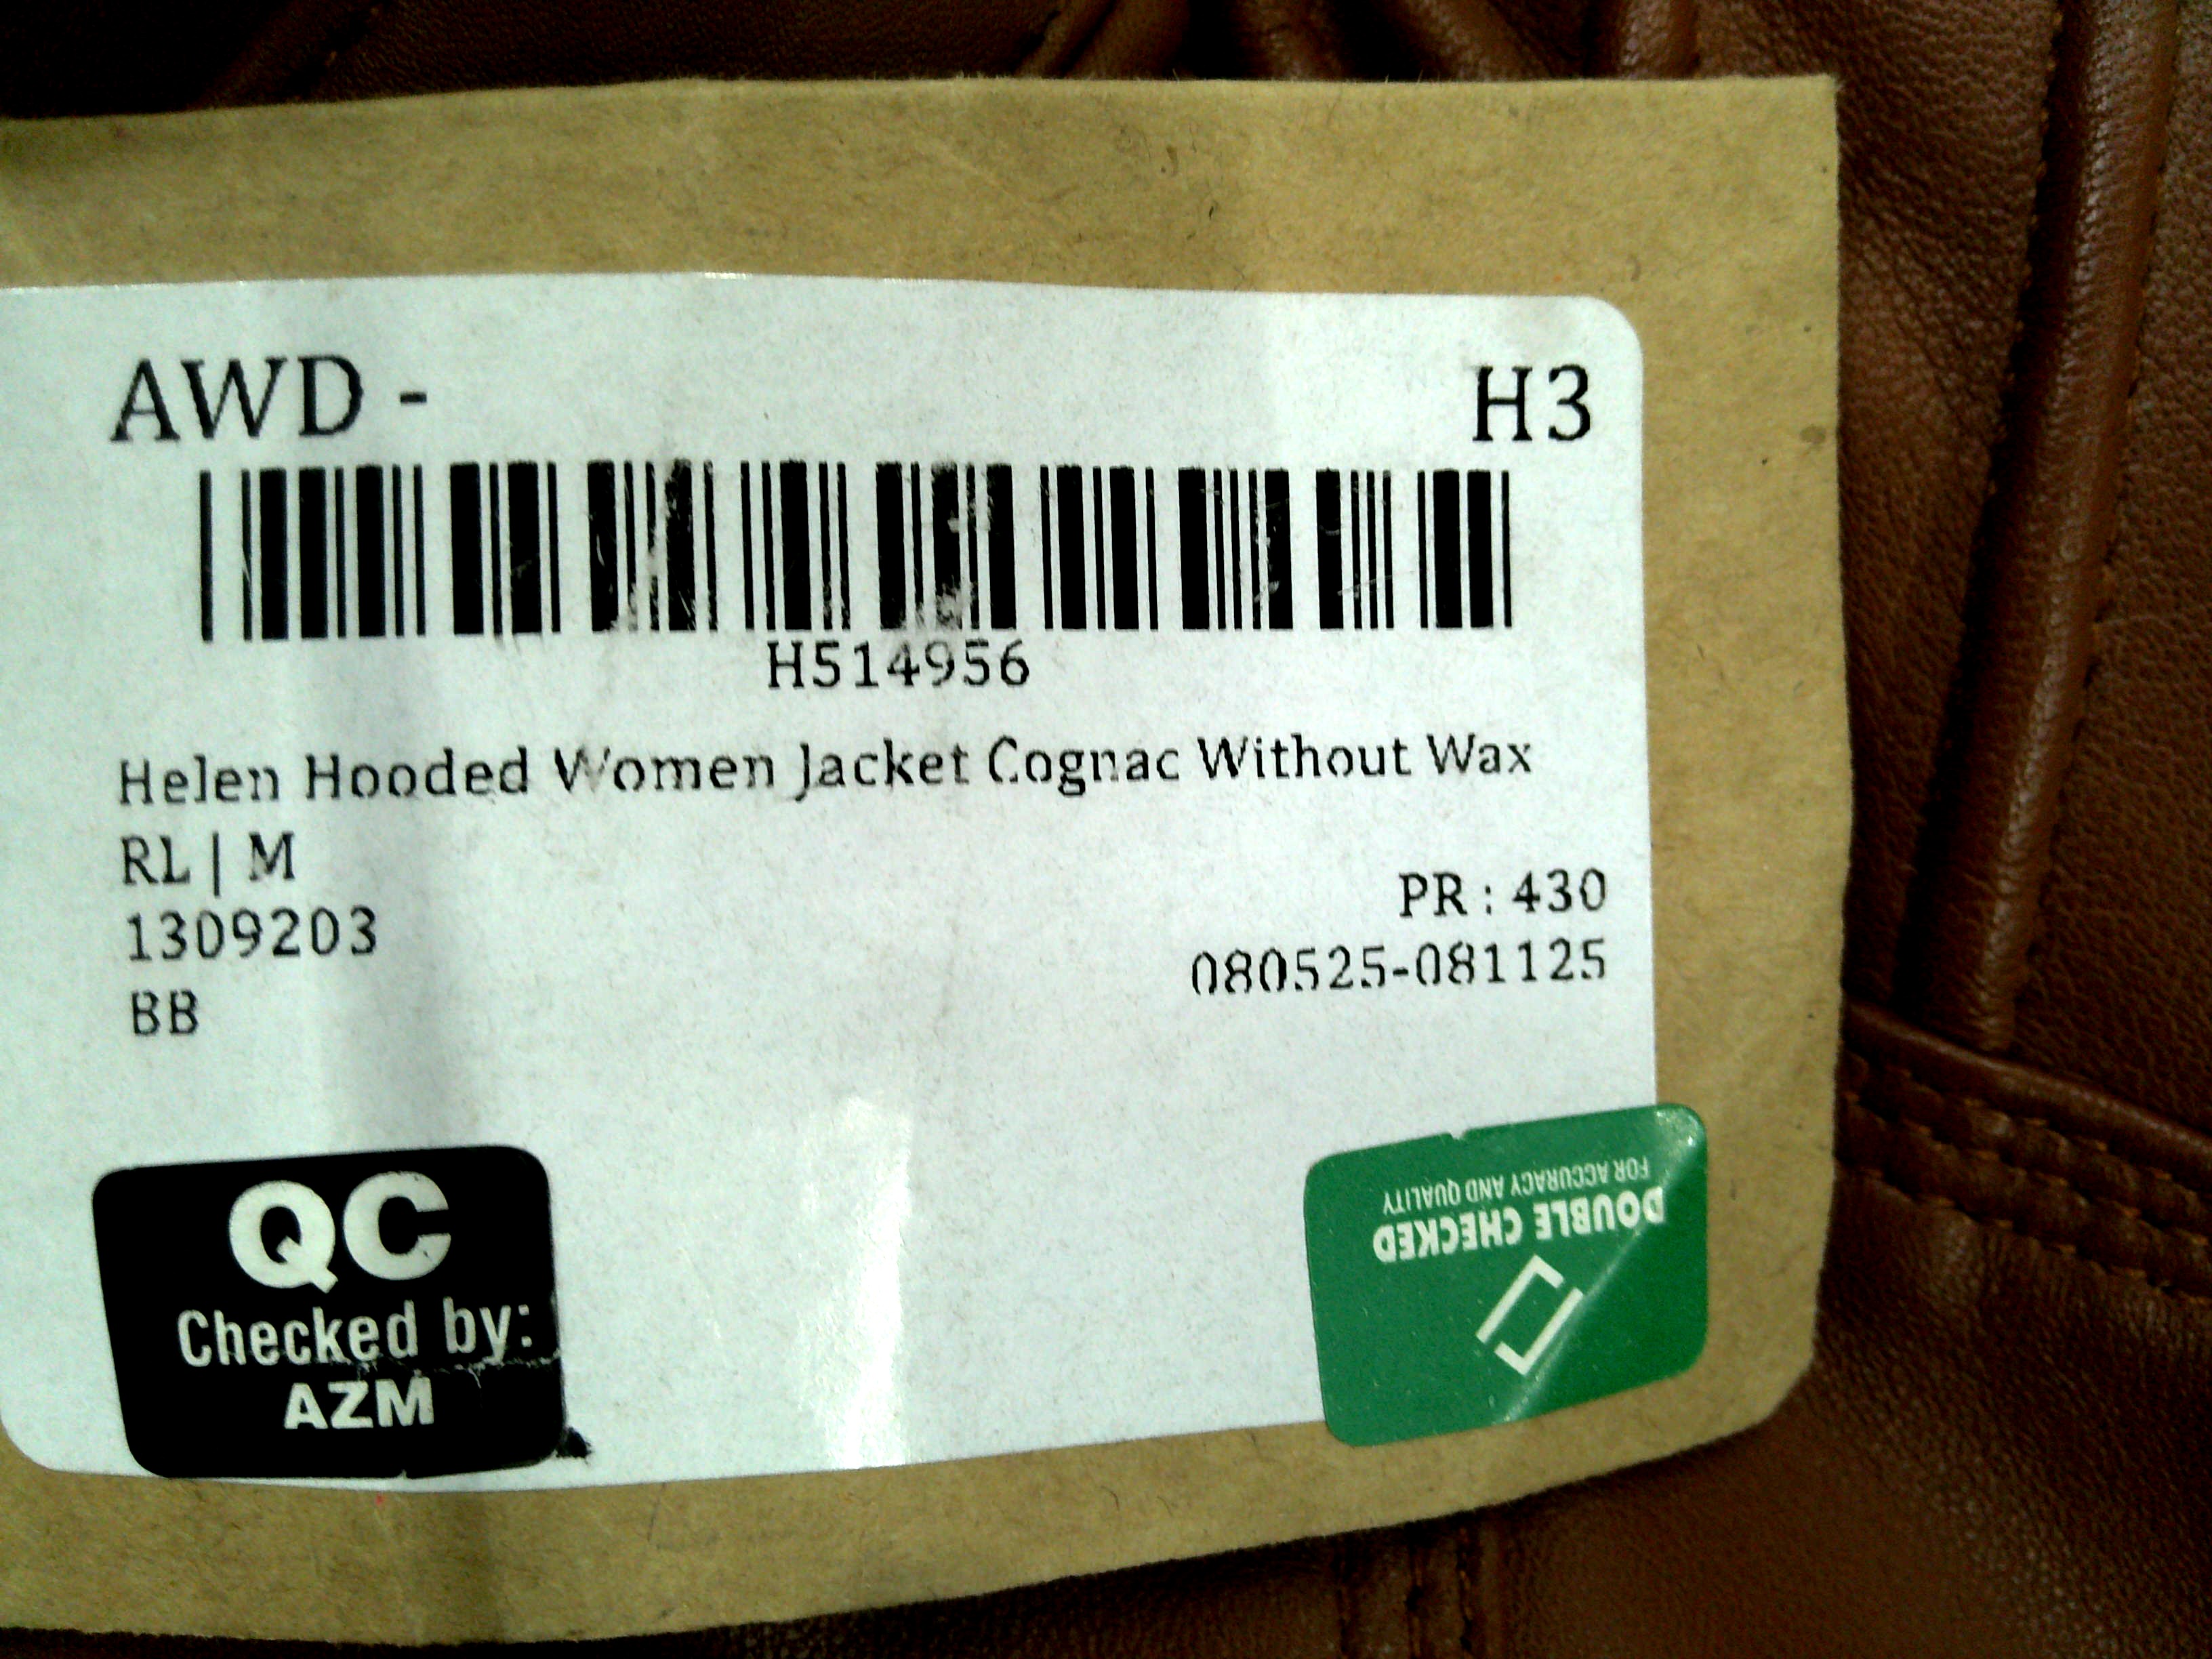 AWD - H3
H514956
Helen Hooded Women Jacket Cognac Without Wax
RL | M
PR : 430
1309203
080525-081125
BB
QC
Checked by:
AZM
DOUBLE CHECKED
FOR ACCURACY AND QUALITY